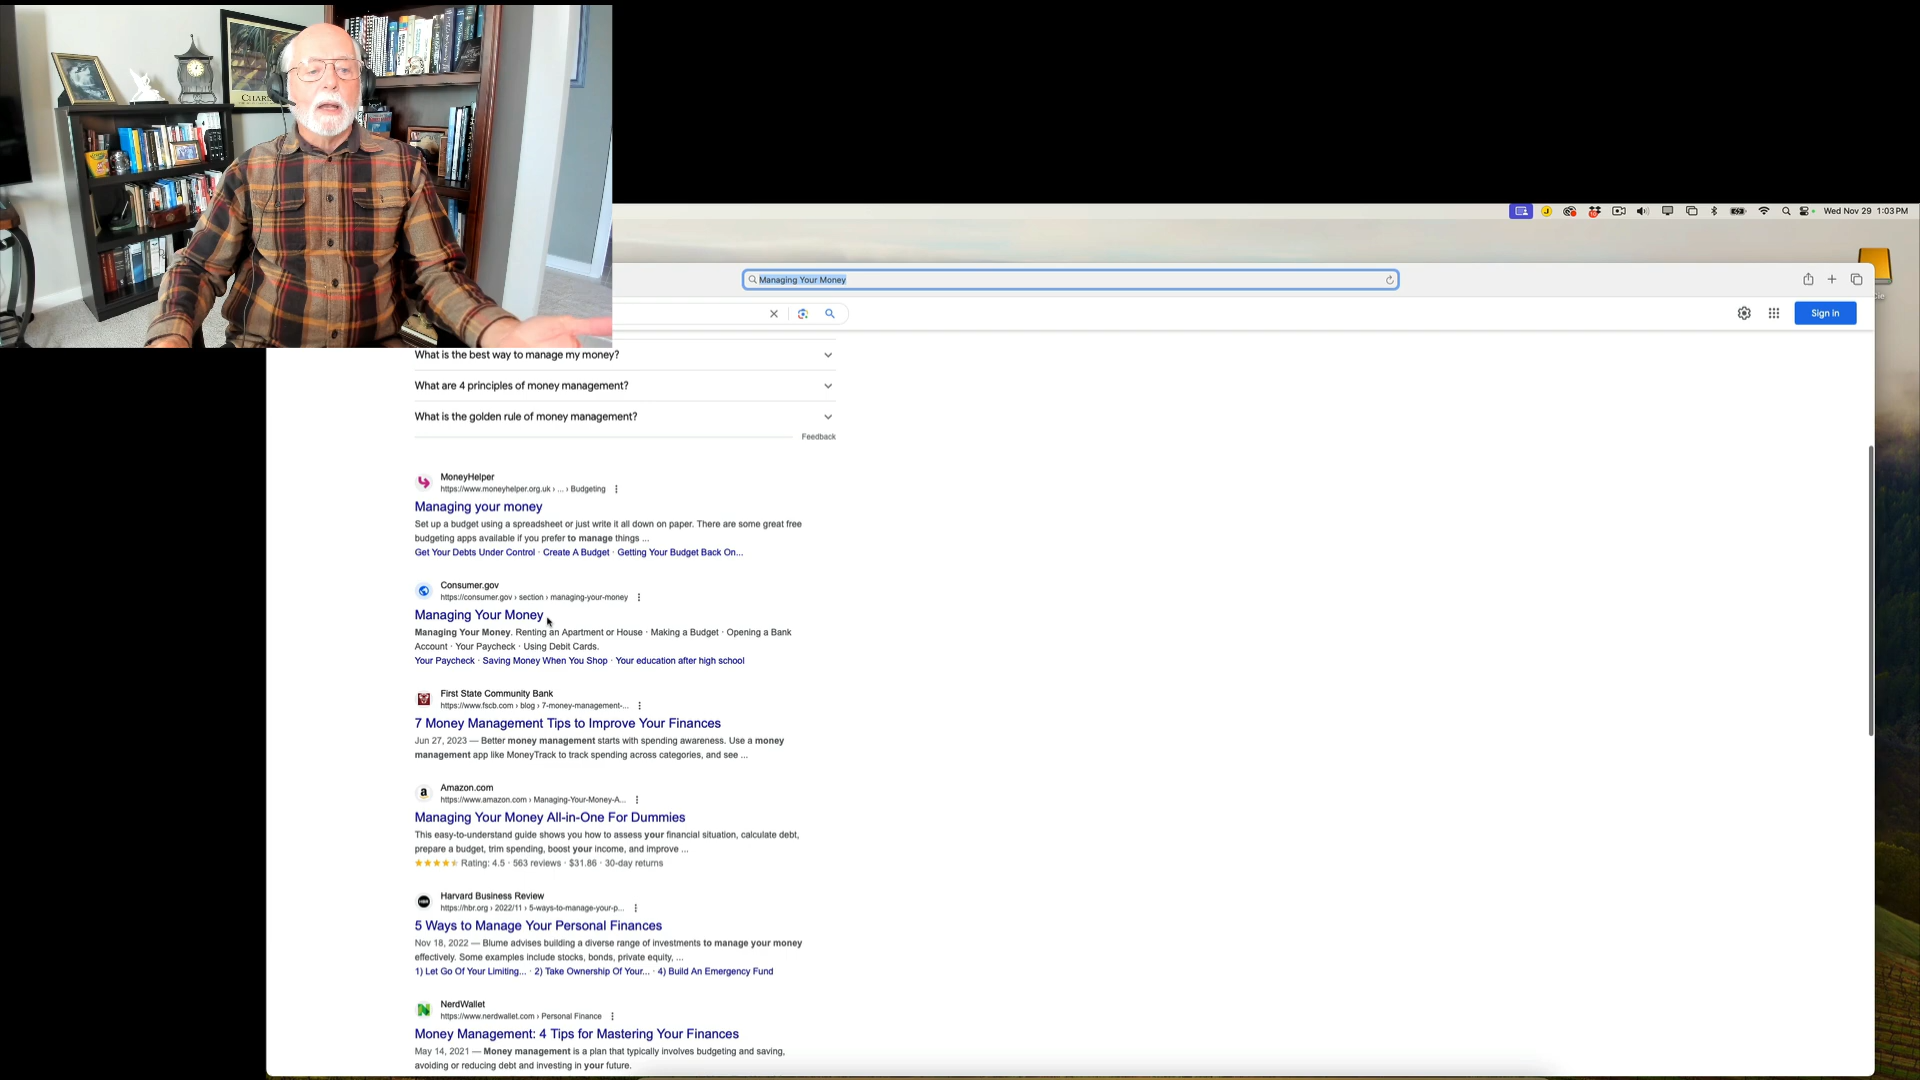 Wed Nov 29 1:03 PM
Managing Your Money
Sign in
What is the best way to manage my money?
What are 4 principles of money management?
What is the golden rule of money management?
Feedback
MoneyHelper
https://www.moneyhelper.org.uk › ... › Budgeting
Managing your money
Set up a budget using a spreadsheet or just write it all down on paper. There are some great free
budgeting apps available if you prefer to manage things ...
Get Your Debts Under Control · Create A Budget · Getting Your Budget Back On...
Consumer.gov
https://consumer.gov › section › managing-your-money
Managing Your Money
Managing Your Money. Renting an Apartment or House · Making a Budget · Opening a Bank
Account · Your Paycheck · Using Debit Cards.
Your Paycheck · Saving Money When You Shop · Your education after high school
First State Community Bank
https://www.fscb.com › blog › 7-money-management-...
7 Money Management Tips to Improve Your Finances
Jun 27, 2023 — Better money management starts with spending awareness. Use a money
management app like MoneyTrack to track spending across categories, and see ...
Amazon.com
https://www.amazon.com › Managing-Your-Money-A...
Managing Your Money All-in-One For Dummies
This easy-to-understand guide shows you how to assess your financial situation, calculate debt,
prepare a budget, trim spending, boost your income, and improve ...
Rating: 4.5 · 563 reviews · $31.86 · 30-day returns
Harvard Business Review
https://hbr.org › 2022/11 › 5-ways-to-manage-your-p...
5 Ways to Manage Your Personal Finances
Nov 18, 2022 — Blume advises building a diverse range of investments to manage your money
effectively. Some examples include stocks, bonds, private equity, ...
1) Let Go Of Your Limiting... · 2) Take Ownership Of Your... · 4) Build An Emergency Fund
NerdWallet
https://www.nerdwallet.com › Personal Finance
Money Management: 4 Tips for Mastering Your Finances
May 14, 2021 — Money management is a plan that typically involves budgeting and saving,
avoiding or reducing debt and investing in your future.